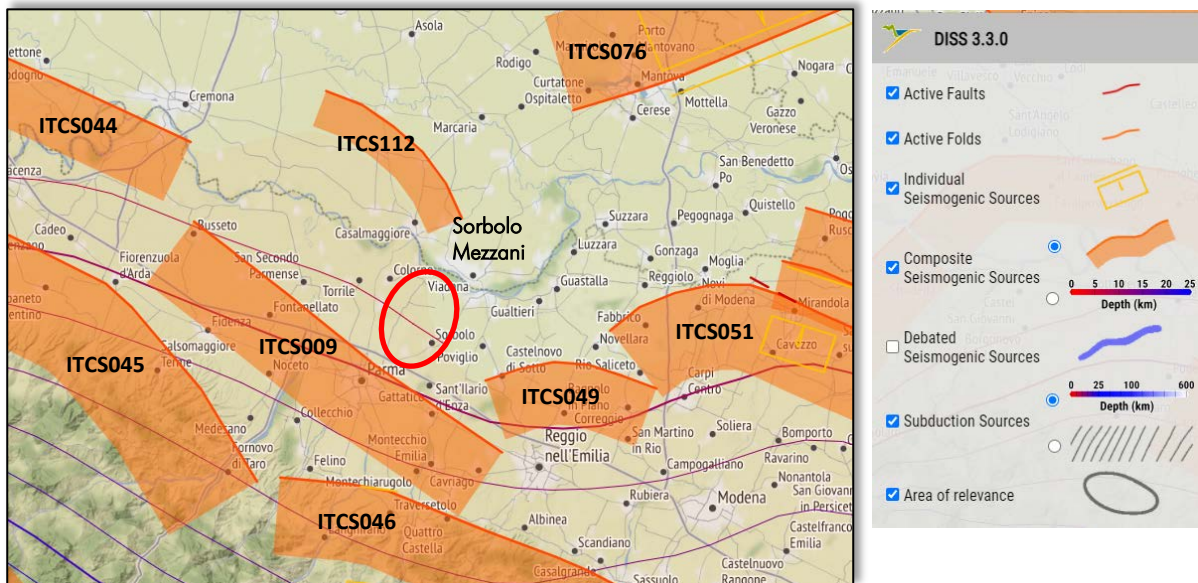 Asola
Porto
Mantovano
ITCS076
Rodigo
Curtatone
Ospitaletto
Mantova
Nogara
Cerese
Mottella
Gazzo
Veronese
Cremona
ITCS044
Marcaria
ITCS112
San Benedetto
Po
Quistello
Cadeo
Busseto
Casalmaggiore
Sorbolo
Mezzani
Suzzara
Pegognaga
Fiorenzuola
d'Arda
San Secondo
Parmense
Torrile
Colorno
Viadana
Luzzara
Gonzaga
Moglia
Reggiolo
Novi
di Modena
Guastalla
Fontanellato
Gualtieri
Mirandola
Fidenza
Fabbrico
ITCS051
Sorbolo
Novellara
Cavezzo
ITCS045
Salsomaggiore
Terme
ITCS009
Noceto
Poviglio
Castelnovo
di Sotto
Rio Saliceto
Parma
Carpi
Centro
Gattatico
Sant'Ilario
d'Enza
ITCS049
Bagnolo
in Piano
Correggio
Collecchio
Medesano
Soliera
Bomporto
Reggio
nell'Emilia
San Martino
in Rio
Ravarino
Fornovo
di Taro
Felino
Montecchio
Emilia
Campogalliano
Nonantola
Montechiarugolo
Cavriago
San Giovanni
in Persicet
Rubiera
Modena
ITCS046
Traversetolo
Langhirano
Quattro
Castella
Albinea
Castelfranco
Emilia
Scandiano
Casalgrande
Sassuolo
Castelnuovo
Rangone
DISS 3.3.0
Active Faults
Active Folds
Individual
Seismogenic Sources
Composite
Seismogenic Sources
0 5 10 15 20 25
Depth (km)
Debated
Seismogenic Sources
0 25 100 600
Depth (km)
Subduction Sources
Area of relevance